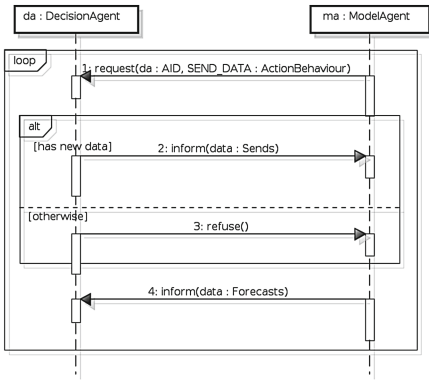 da : DecisionAgent
ma : ModelAgent
loop
1: request(da : AID, SEND_DATA : ActionBehaviour)
alt
[has new data]
2: inform(data : Sends)
[otherwise]
3: refuse()
4: inform(data : Forecasts)